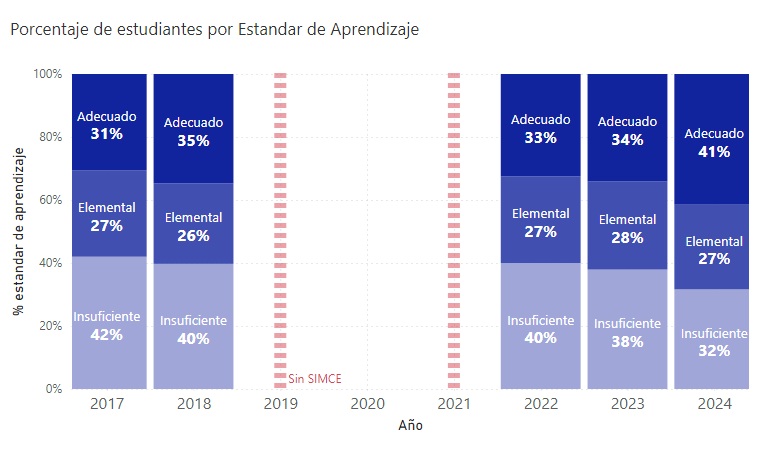 Porcentaje de estudiantes por Estandar de Aprendizaje
% estandar de aprendizaje
100%
80%
60%
40%
20%
0%
Adecuado
31%
Elemental
27%
Insuficiente
42%
Adecuado
35%
Elemental
26%
Insuficiente
40%
Sin SIMCE
Adecuado
33%
Elemental
27%
Insuficiente
40%
Adecuado
34%
Elemental
28%
Insuficiente
38%
Adecuado
41%
Elemental
27%
Insuficiente
32%
2017 2018 2019 2020 2021 2022 2023 2024
Año